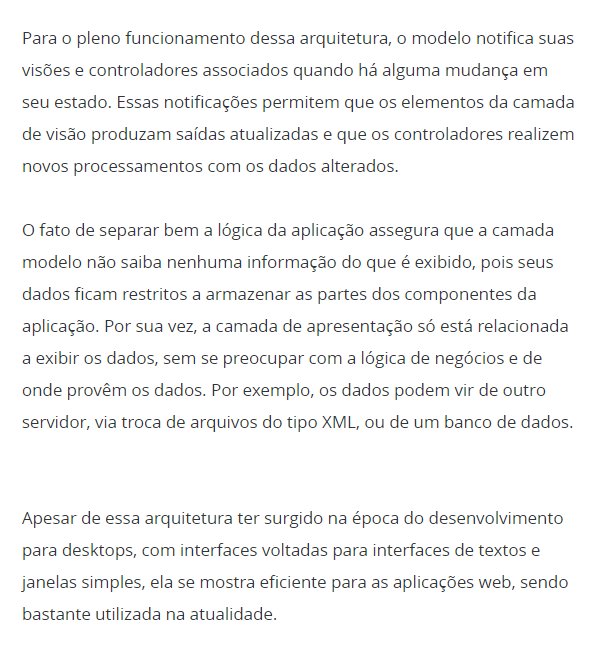 Para o pleno funcionamento dessa arquitetura, o modelo notifica suas
visões e controladores associados quando há alguma mudança em
seu estado. Essas notificações permitem que os elementos da camada
de visão produzam saídas atualizadas e que os controladores realizem
novos processamentos com os dados alterados.
O fato de separar bem a lógica da aplicação assegura que a camada
modelo não saiba nenhuma informação do que é exibido, pois seus
dados ficam restritos a armazenar as partes dos componentes da
aplicação. Por sua vez, a camada de apresentação só está relacionada
a exibir os dados, sem se preocupar com a lógica de negócios e de
onde provêm os dados. Por exemplo, os dados podem vir de outro
servidor, via troca de arquivos do tipo XML, ou de um banco de dados.
Apesar de essa arquitetura ter surgido na época do desenvolvimento
para desktops, com interfaces voltadas para interfaces de textos e
janelas simples, ela se mostra eficiente para as aplicações web, sendo
bastante utilizada na atualidade.